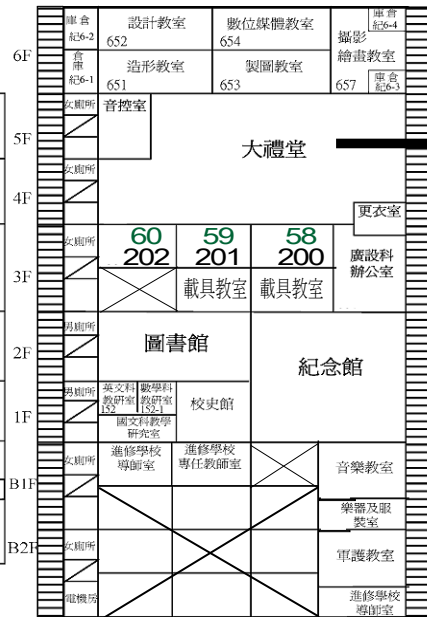 6F
庫倉
紀6-2
設計教室
652
數位媒體教室
654
攝影
繪畫教室
657
庫倉
紀6-4
倉庫
紀6-1
造形教室
651
製圖教室
653
庫倉
紀6-3
5F
女廁所
音控室
大禮堂
4F
女廁所
更衣室
3F
女廁所
60
202
59
201
58
200
廣設科
辦公室
載具教室
載具教室
2F
男廁所
圖書館
紀念館
1F
男廁所
英文科
教研室
152
數學科
教研室
152-1
校史館
國文科教學
研究室
B1F
女廁所
進修學校
導師室
進修學校
專任教師室
音樂教室
樂器及服
裝室
B2F
女廁所
軍護教室
電機房
進修學校
導師室